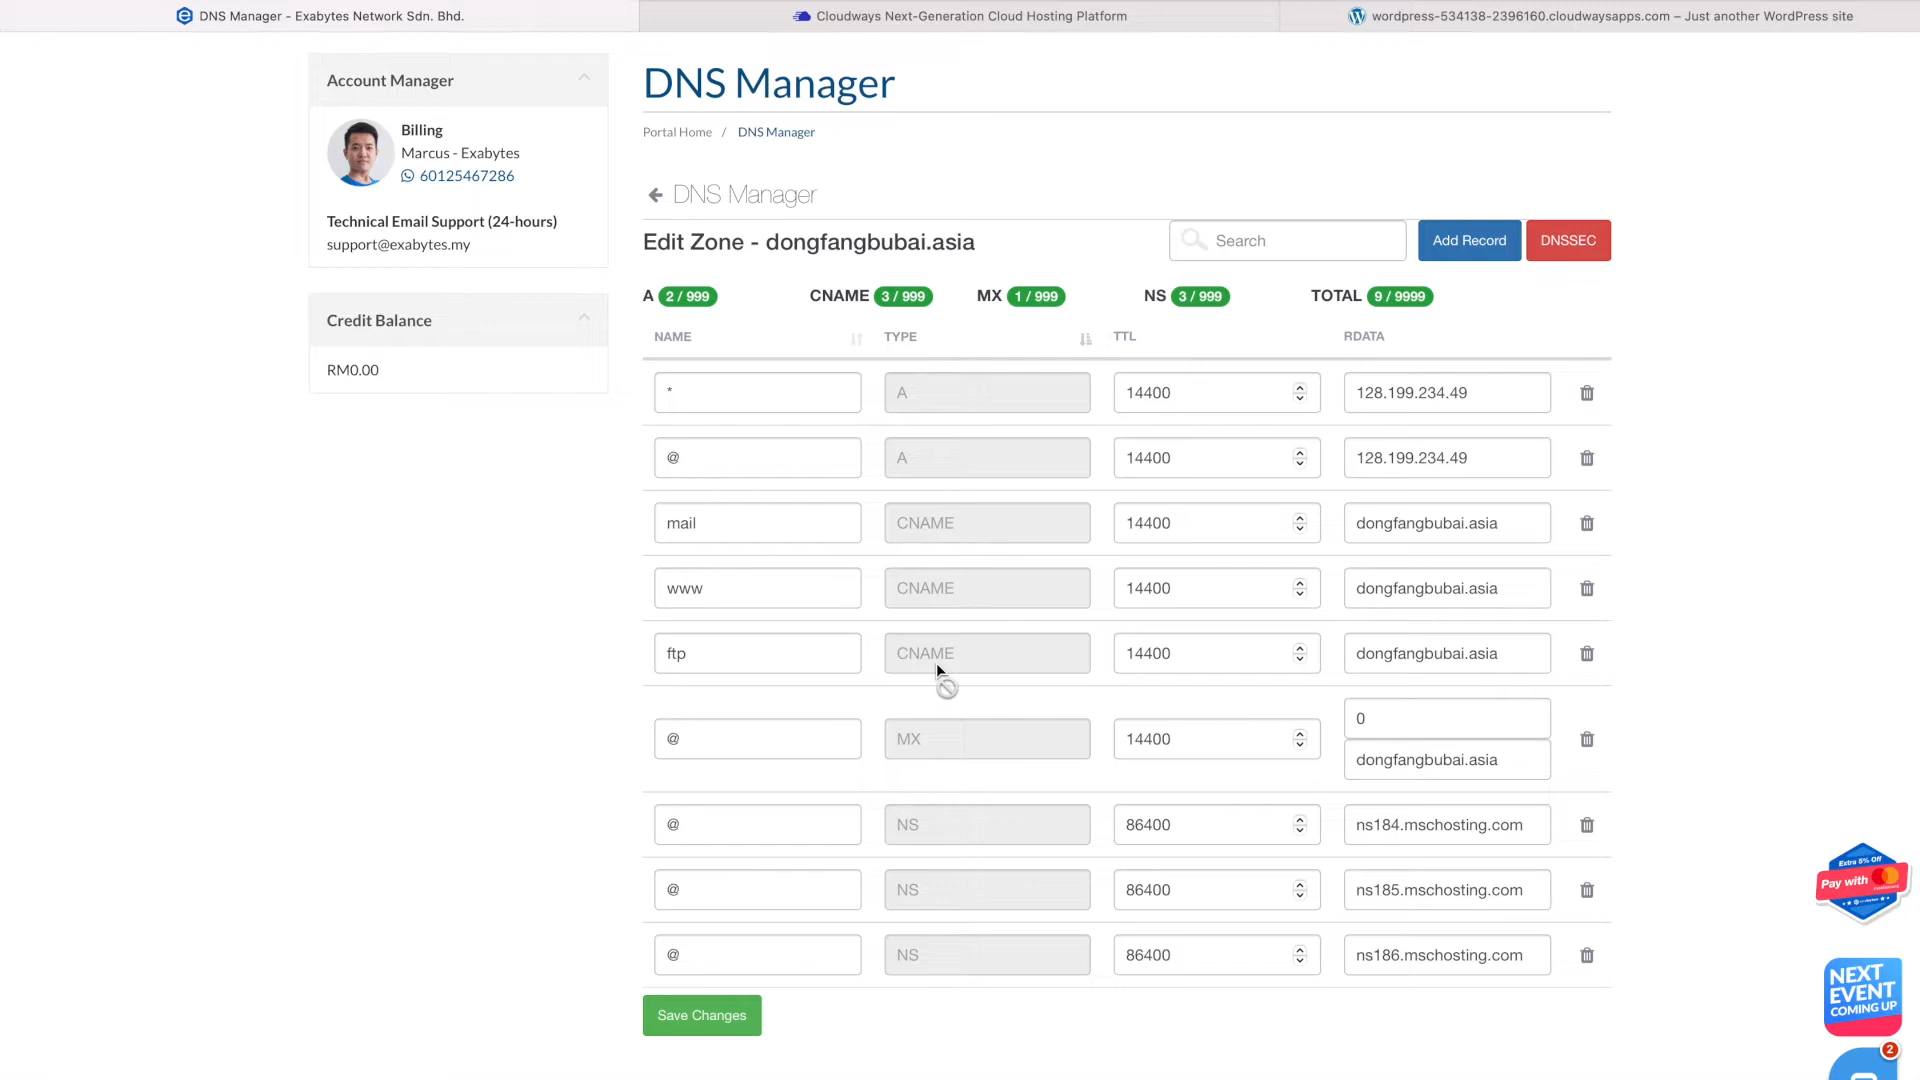 DNS Manager - Exabytes Network Sdn. Bhd.
Cloudways Next-Generation Cloud Hosting Platform
wordpress-534138-2396160.cloudwaysapps.com – Just another WordPress site
Account Manager
Billing
Marcus - Exabytes
60125467286
Technical Email Support (24-hours)
support@exabytes.my
Credit Balance
RM0.00
DNS Manager
Portal Home / DNS Manager
DNS Manager
Edit Zone - dongfangbubai.asia
Search
Add Record
DNSSEC
A 2 / 999 CNAME 3 / 999 MX 1 / 999 NS 3 / 999 TOTAL 9 / 9999
NAME TYPE TTL RDATA
* A 14400 128.199.234.49
@ A 14400 128.199.234.49
mail CNAME 14400 dongfangbubai.asia
www CNAME 14400 dongfangbubai.asia
ftp CNAME 14400 dongfangbubai.asia
@ MX 14400 0
dongfangbubai.asia
@ NS 86400 ns184.mschosting.com
@ NS 86400 ns185.mschosting.com
@ NS 86400 ns186.mschosting.com
Save Changes
Extra 5% Off
Pay with
NEXT
EVENT
COMING UP
2